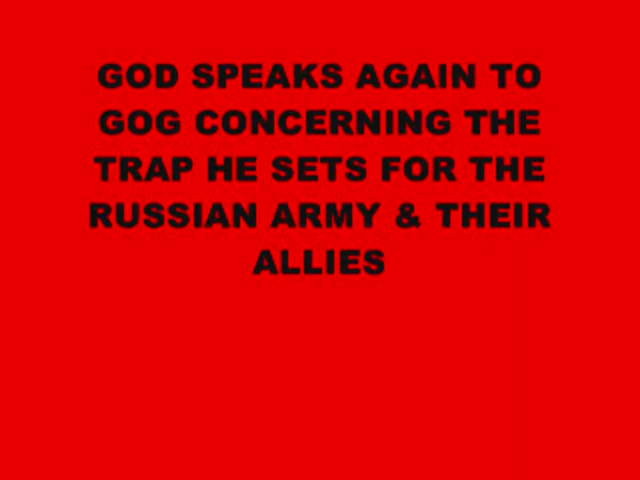 GOD SPEAKS AGAIN TO
GOG CONCERNING THE
TRAP HE SETS FOR THE
RUSSIAN ARMY & THEIR
ALLIES